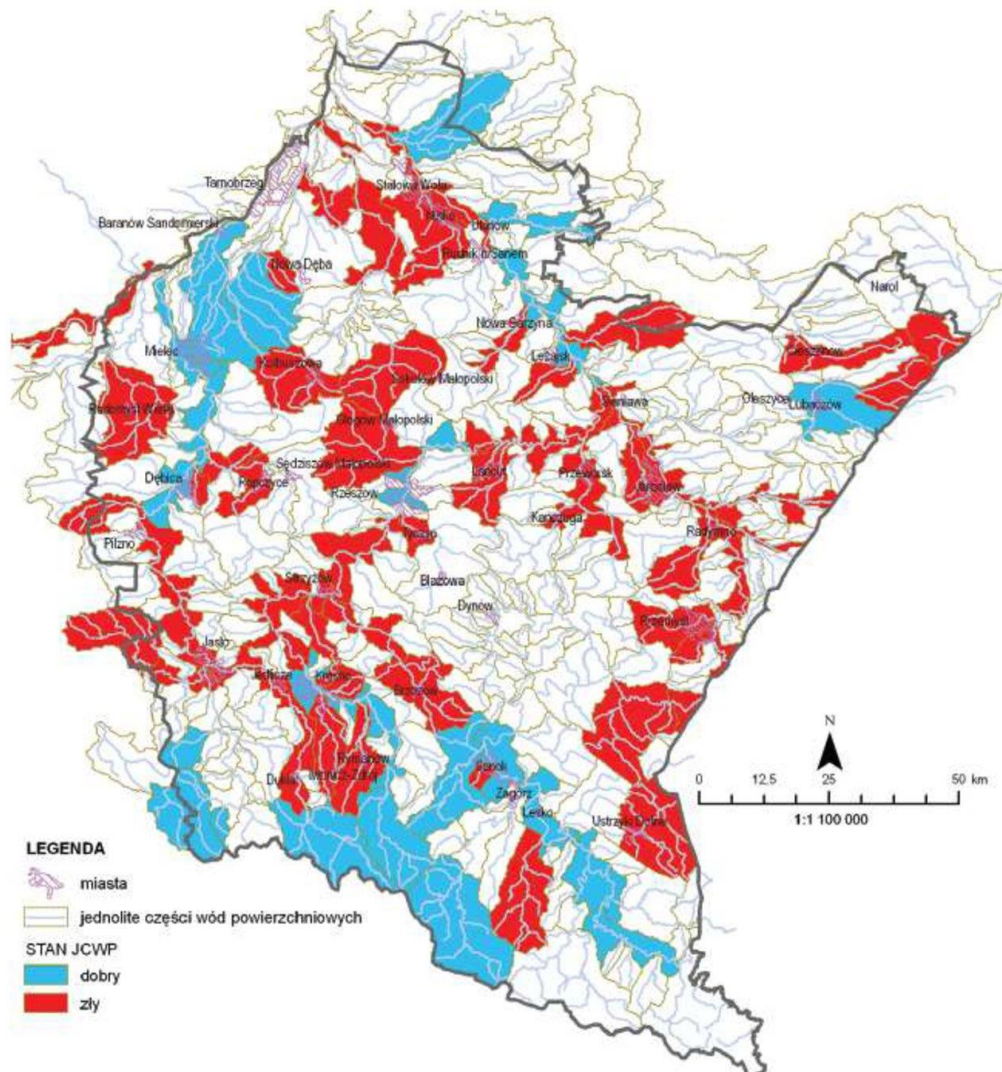 Tarnobrzeg
Stalowa Wola
Nisko
Baranów Sandomierski
Ulanów
Rudnik n/Sanem
Nowa Dęba
Narol
Nowa Sarzyna
Mielec
Leżajsk
Cieszanów
Kolbuszowa
Sokołów Małopolski
Oleszyce
Lubaczów
Radomyśl Wielki
Sieniawa
Głogów Małopolski
Sędziszów Małopolski
Dębica
Ropczyce
Łańcut
Przeworsk
Rzeszów
Jarosław
Kańczuga
Radymno
Pilzno
Tyczyn
Strzyżów
Błażowa
Dynów
Przemyśl
Jasło
Jedlicze
Krosno
Brzozów
Rymanów
Iwonicz-Zdrój
Dukla
Sanok
Zagórz
Lesko
Ustrzyki Dolne
N
0 12,5 25 50 km
1:1 100 000
LEGENDA
miasta
jednolite części wód powierzchniowych
STAN JCWP
dobry
zły